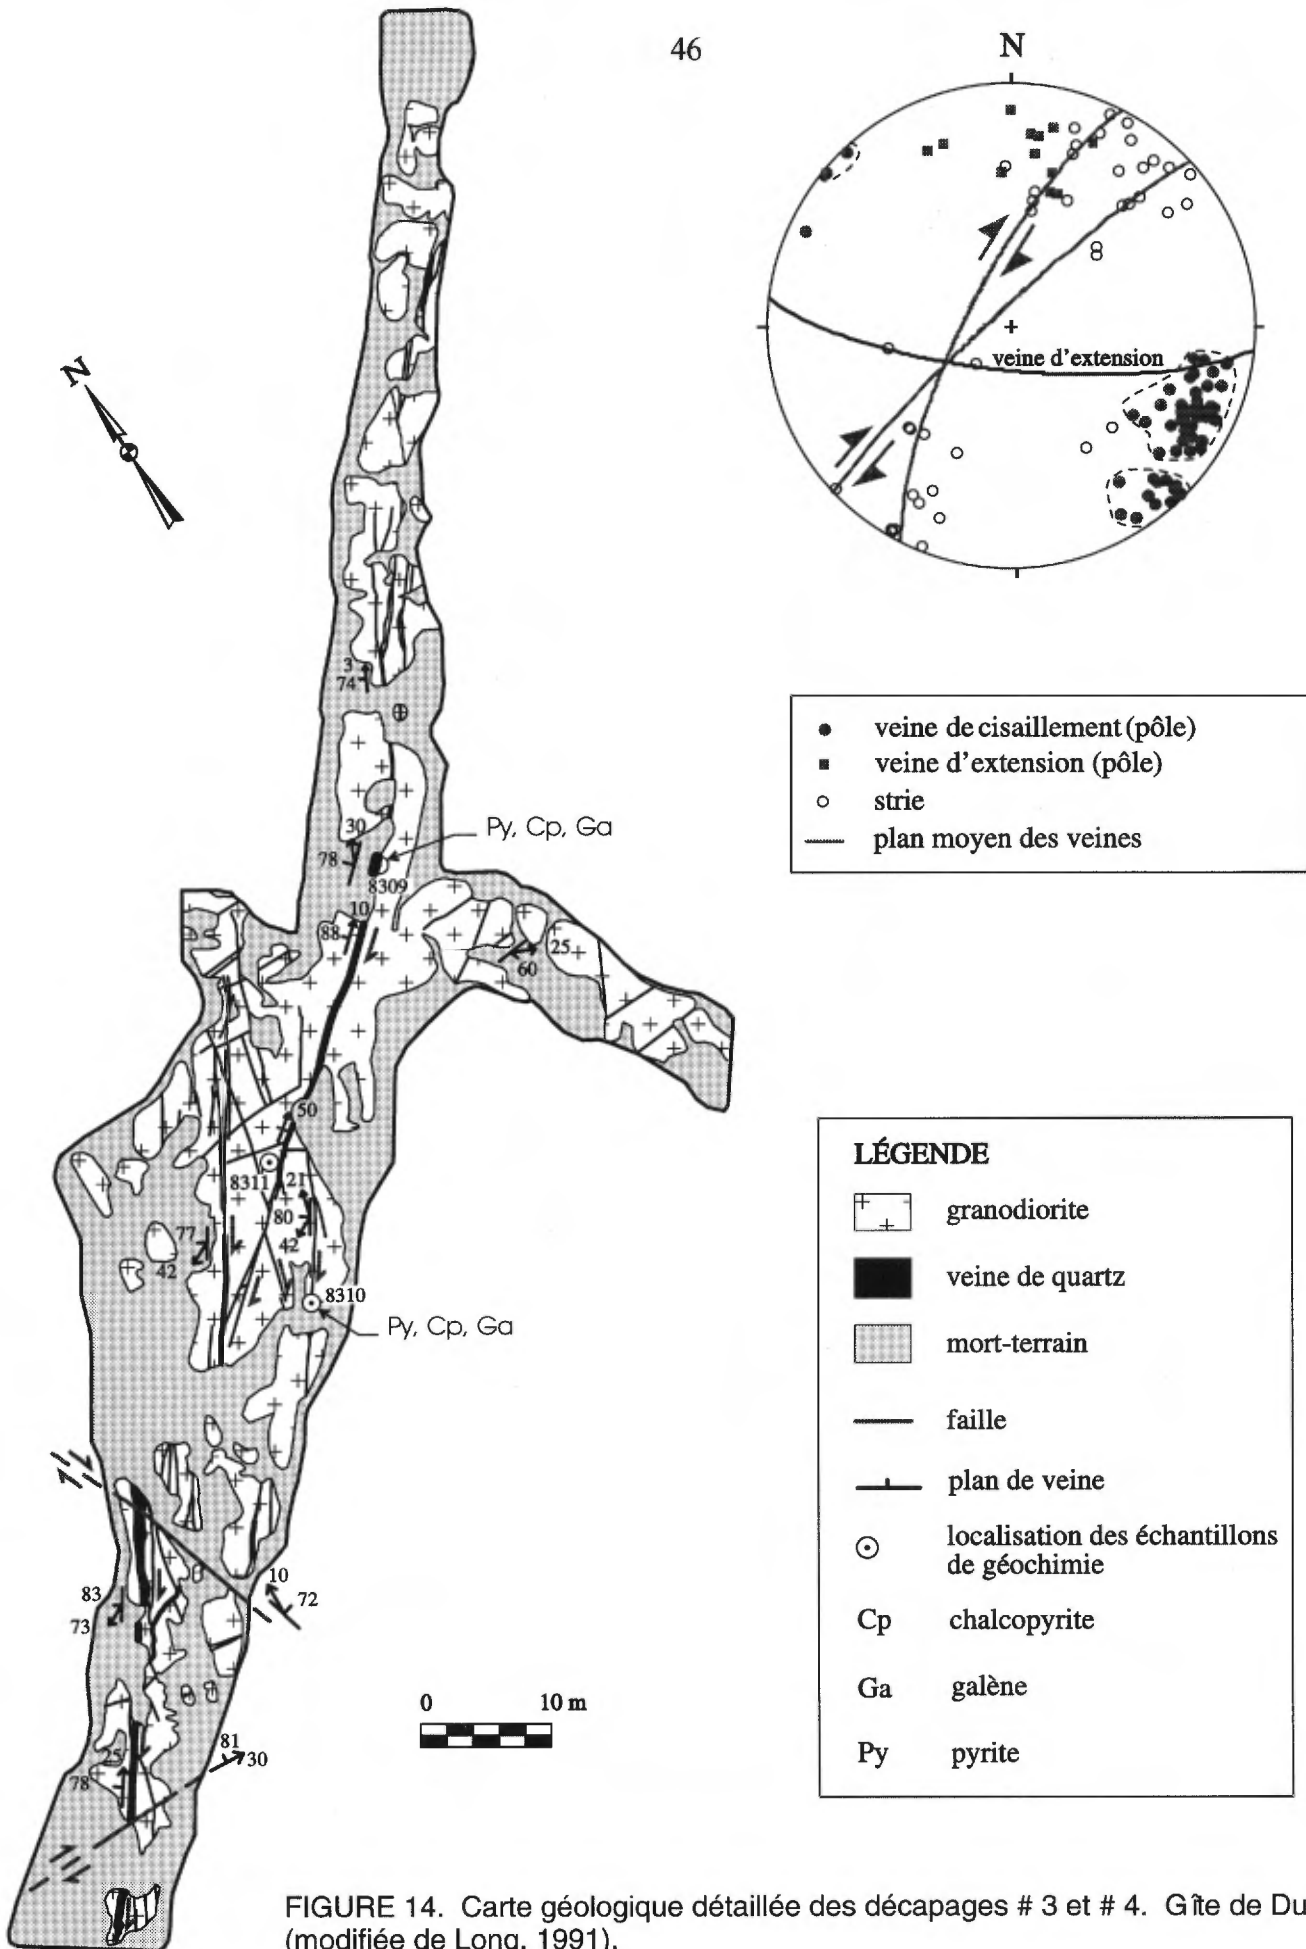 46
N
veine d'extension
veine de cisaillement (pôle)
veine d'extension (pôle)
strie
plan moyen des veines
N
3
74
30
78
Py, Cp, Ga
8309
10
88
25
60
50
8311
21
80
42
77
42
8310
Py, Cp, Ga
10
72
83
73
81
30
25
78
0 10 m
LÉGENDE
granodiorite
veine de quartz
mort-terrain
faille
plan de veine
localisation des échantillons
de géochimie
Cp chalcopyrite
Ga galène
Py pyrite
FIGURE 14. Carte géologique détaillée des décapages # 3 et # 4. Gîte de Du
(modifiée de Long, 1991).